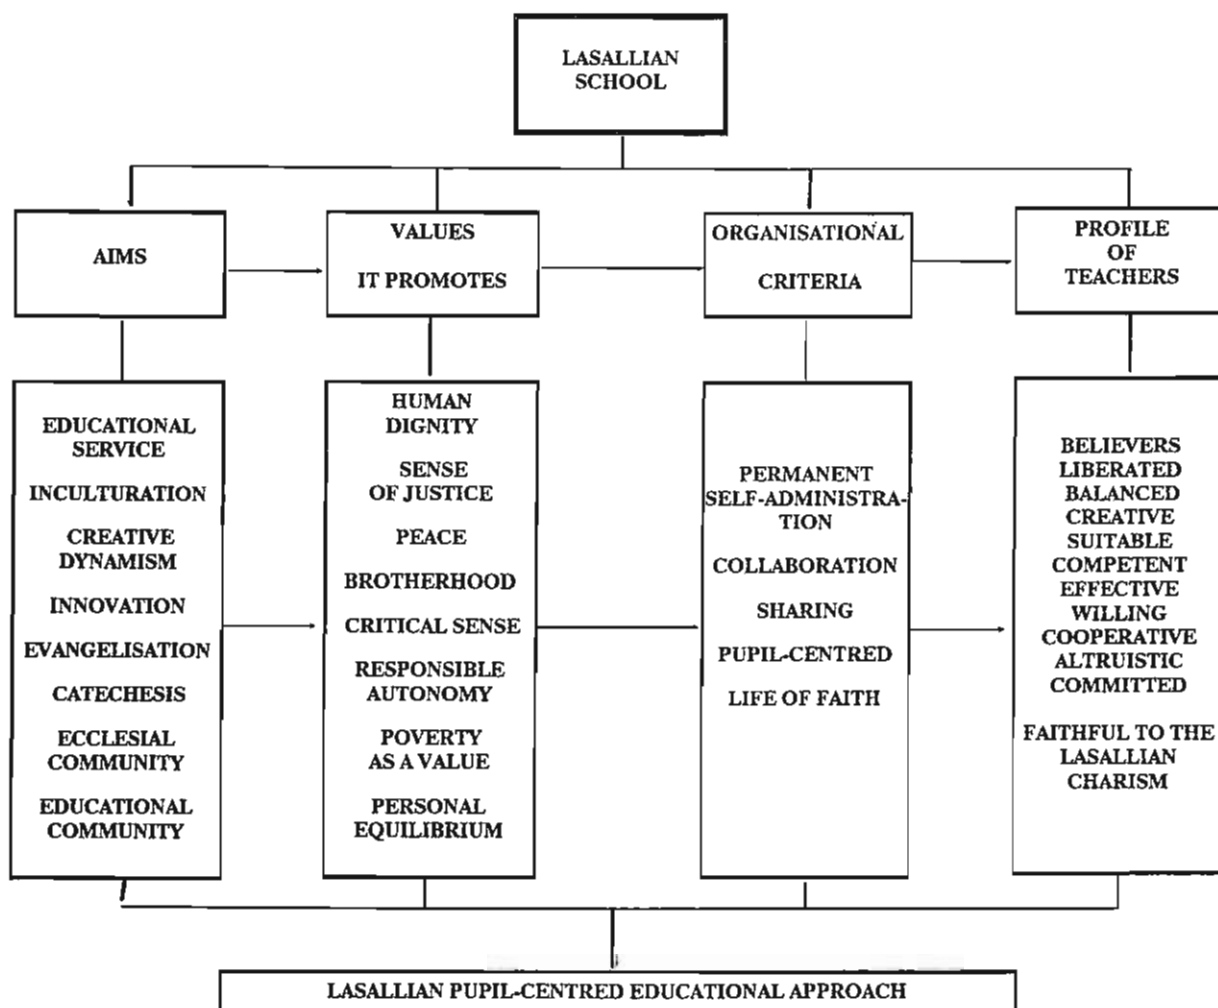 LASALLIAN
SCHOOL
AIMS
VALUES
IT PROMOTES
ORGANISATIONAL
CRITERIA
PROFILE
OF
TEACHERS
EDUCATIONAL
SERVICE
INCULTURATION
CREATIVE
DYNAMISM
INNOVATION
EVANGELISATION
CATECHESIS
ECCLESIAL
COMMUNITY
EDUCATIONAL
COMMUNITY
HUMAN
DIGNITY
SENSE
OF JUSTICE
PEACE
BROTHERHOOD
CRITICAL SENSE
RESPONSIBLE
AUTONOMY
POVERTY
AS A VALUE
PERSONAL
EQUILIBRIUM
PERMANENT
SELF-ADMINISTRA-
TION
COLLABORATION
SHARING
PUPIL-CENTRED
LIFE OF FAITH
BELIEVERS
LIBERATED
BALANCED
CREATIVE
SUITABLE
COMPETENT
EFFECTIVE
WILLING
COOPERATIVE
ALTRUISTIC
COMMITTED
FAITHFUL TO THE
LASALLIAN
CHARISM
LASALLIAN PUPIL-CENTRED EDUCATIONAL APPROACH